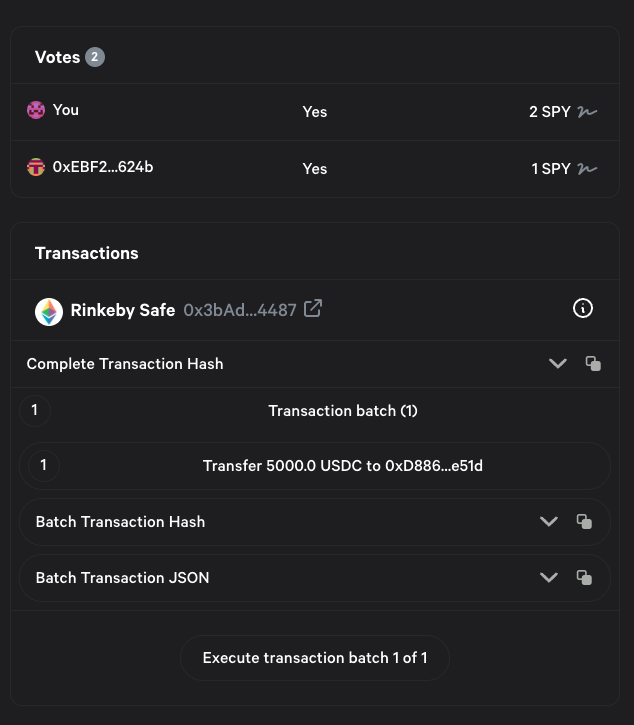 Votes 2
You Yes 2 SPY
0xEBF2...624b Yes 1 SPY
Transactions
Rinkeby Safe 0x3bAd...4487
Complete Transaction Hash
1 Transaction batch (1)
1 Transfer 5000.0 USDC to 0xD886...e51d
Batch Transaction Hash
Batch Transaction JSON
Execute transaction batch 1 of 1